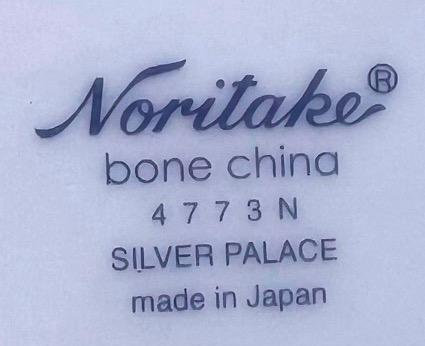 Noritake®
bone china
4773N
SILVER PALACE
made in Japan